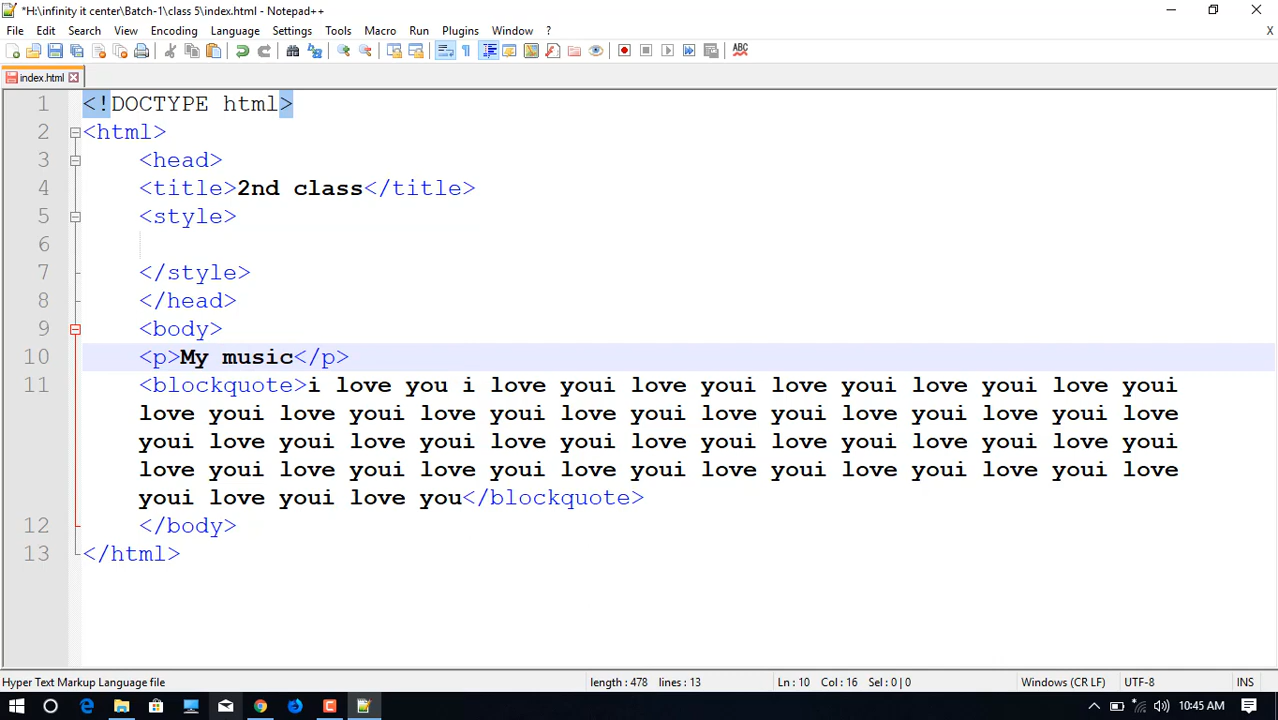 *H:\infinity it center\Batch-1\class 5\index.html - Notepad++
File Edit Search View Encoding Language Settings Tools Macro Run Plugins Window ? X
index.html
1 <!DOCTYPE html>
2 <html>
3 <head>
4 <title>2nd class</title>
5 <style>
6
7 </style>
8 </head>
9 <body>
10 <p>My music</p>
11 <blockquote>i love you i love youi love youi love youi love youi love youi
love youi love youi love youi love youi love youi love youi love youi love
youi love youi love youi love youi love youi love youi love youi love youi
love youi love youi love youi love youi love youi love youi love youi love
youi love youi love you</blockquote>
12 </body>
13 </html>
Hyper Text Markup Language file length : 478 lines : 13 Ln : 10 Col : 16 Sel : 0 | 0 Windows (CR LF) UTF-8 INS
10:45 AM